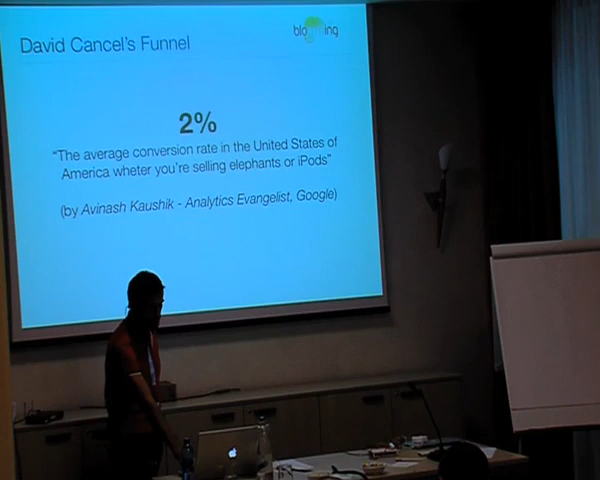 David Cancel's Funnel
blooming
2%
"The average conversion rate in the United States of
America wheter you're selling elephants or iPods"
(by Avinash Kaushik - Analytics Evangelist, Google)